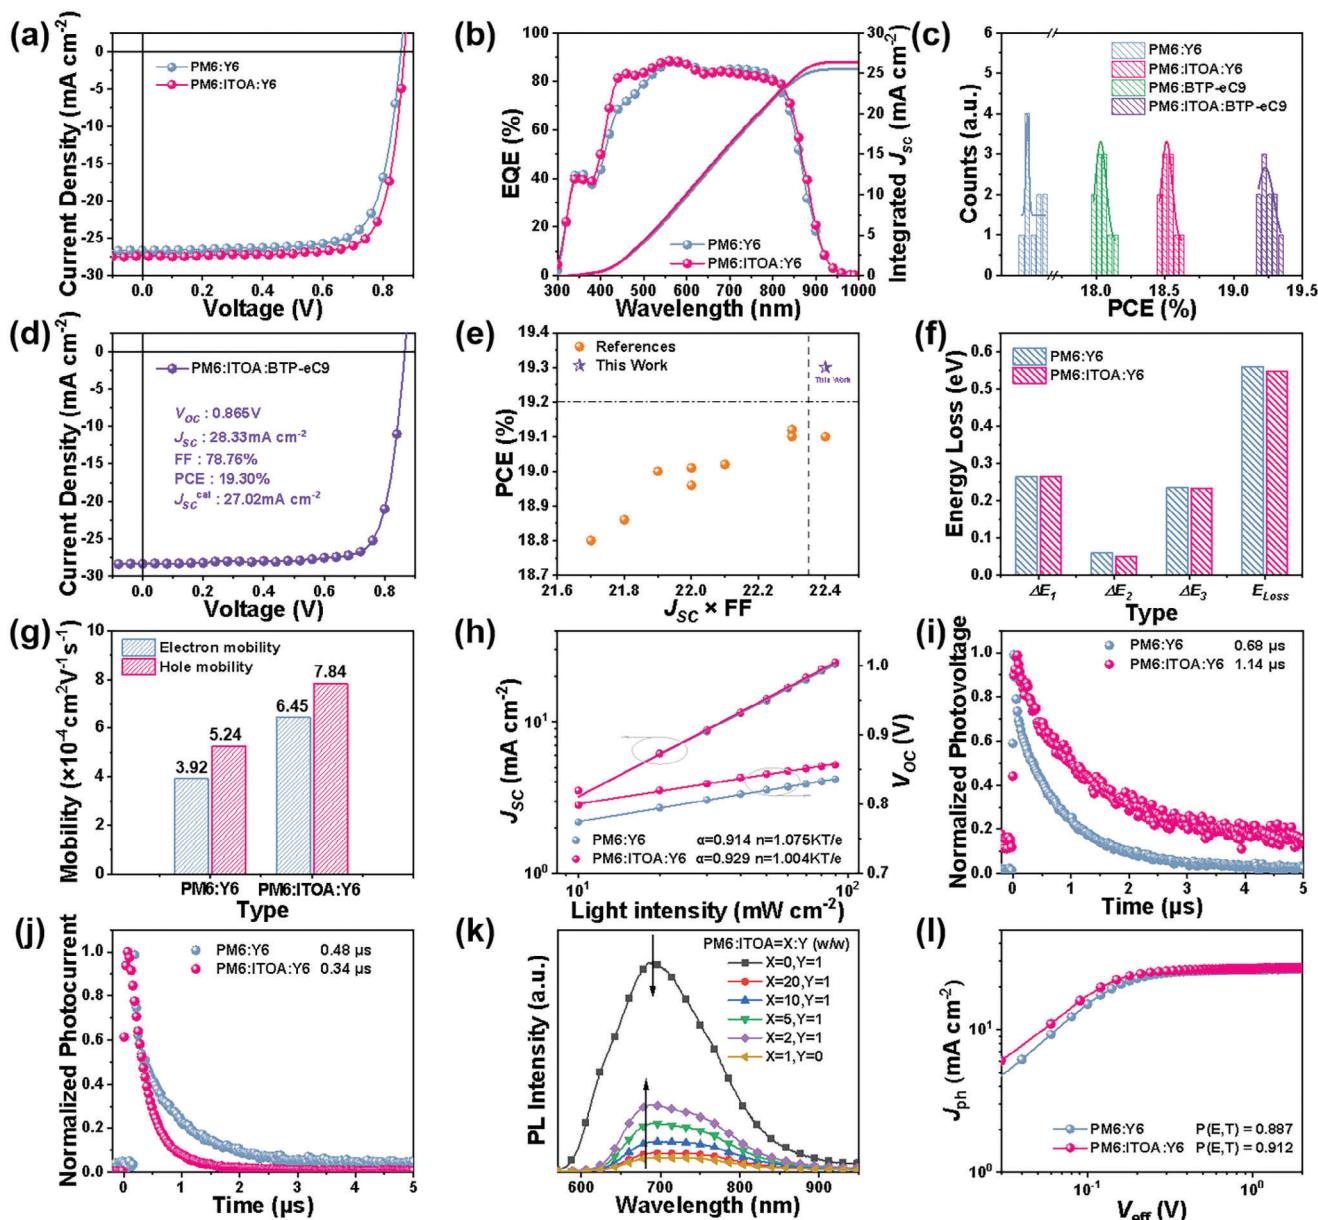 (a)
PM6:Y6
PM6:ITOA:Y6
Current Density (mA cm-2)
0
-5
-10
-15
-20
-25
-30
0.0 0.2 0.4 0.6 0.8
Voltage (V)
(b)
100
80
60
40
20
0
EQE (%)
30
25
20
15
10
5
0
Integrated JSC (mA cm-2)
PM6:Y6
PM6:ITOA:Y6
300 400 500 600 700 800 900 1000
Wavelength (nm)
(c)
6
5
4
3
2
1
0
Counts (a.u.)
PM6:Y6
PM6:ITOA:Y6
PM6:BTP-eC9
PM6:ITOA:BTP-eC9
18.0 18.5 19.0 19.5
PCE (%)
(d)
PM6:ITOA:BTP-eC9
VOC : 0.865V
JSC : 28.33mA cm-2
FF : 78.76%
PCE : 19.30%
JSCcal : 27.02mA cm-2
Current Density (mA cm-2)
0
-5
-10
-15
-20
-25
-30
0.0 0.2 0.4 0.6 0.8
Voltage (V)
(e)
19.4
19.3
19.2
19.1
19.0
18.9
18.8
18.7
PCE (%)
References
This Work
This Work
21.6 21.8 22.0 22.2 22.4
JSC × FF
(f)
0.6
0.5
0.4
0.3
0.2
0.1
0.0
Energy Loss (eV)
PM6:Y6
PM6:ITOA:Y6
ΔE1 ΔE2 ΔE3 ELoss
Type
(g)
10
8
6
4
2
0
Mobility (×10-4cm2V-1s-1)
Electron mobility
Hole mobility
3.92 5.24 6.45 7.84
PM6:Y6 PM6:ITOA:Y6
Type
(h)
101
100
JSC (mA cm-2)
1.0
0.9
0.8
0.7
VOC (V)
PM6:Y6 α=0.914 n=1.075KT/e
PM6:ITOA:Y6 α=0.929 n=1.004KT/e
101 102
Light intensity (mW cm-2)
(i)
1.0
0.8
0.6
0.4
0.2
0.0
Normalized Photovoltage
PM6:Y6 0.68 µs
PM6:ITOA:Y6 1.14 µs
0 1 2 3 4 5
Time (µs)
(j)
1.0
0.8
0.6
0.4
0.2
0.0
Normalized Photocurrent
PM6:Y6 0.48 µs
PM6:ITOA:Y6 0.34 µs
0 1 2 3 4 5
Time (µs)
(k)
PL Intensity (a.u.)
PM6:ITOA=X:Y (w/w)
X=0,Y=1
X=20,Y=1
X=10,Y=1
X=5,Y=1
X=2,Y=1
X=1,Y=0
600 700 800 900
Wavelength (nm)
(l)
101
100
Jph (mA cm-2)
PM6:Y6 P(E,T) = 0.887
PM6:ITOA:Y6 P(E,T) = 0.912
10-1 100
Veff (V)